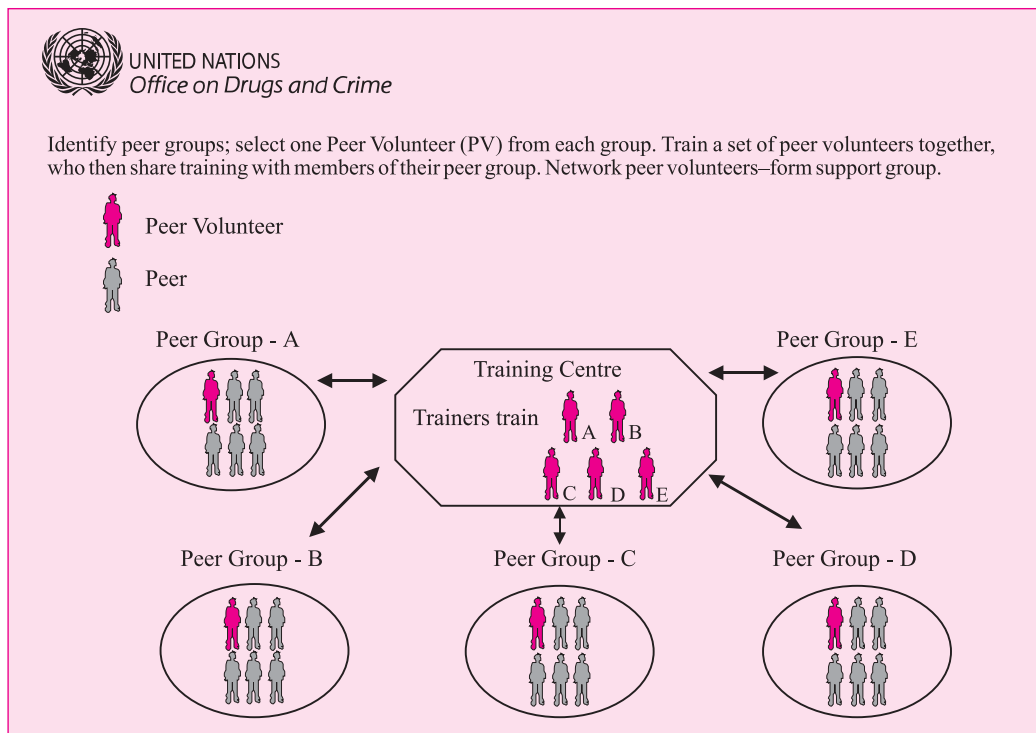 UNITED NATIONS
Office on Drugs and Crime
Identify peer groups; select one Peer Volunteer (PV) from each group. Train a set of peer volunteers together,
who then share training with members of their peer group. Network peer volunteers–form support group.
Peer Volunteer
Peer
Peer Group - A
Peer Group - E
Training Centre
Trainers train
A
B
C
D
E
Peer Group - B
Peer Group - C
Peer Group - D